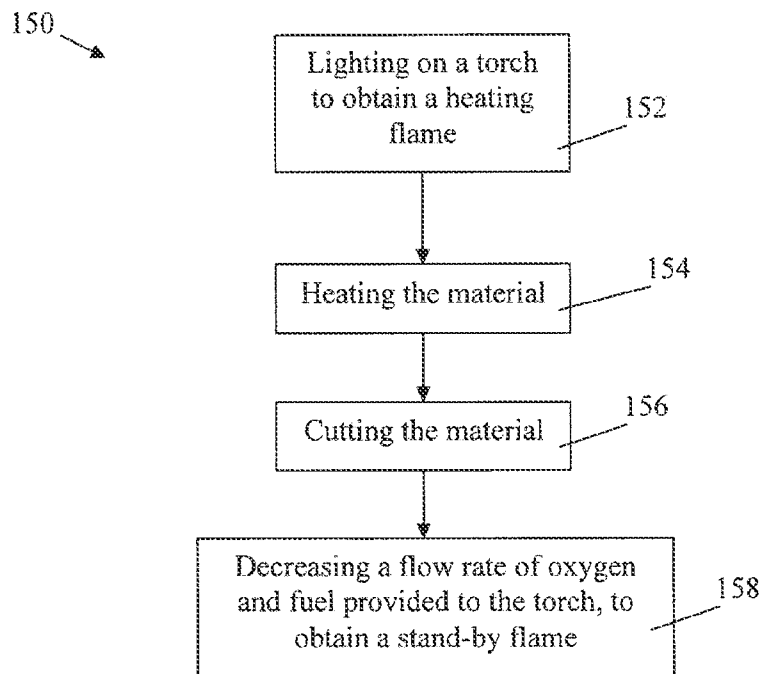 150
Lighting on a torch
to obtain a heating
flame
152
Heating the material
154
Cutting the material
156
Decreasing a flow rate of oxygen
and fuel provided to the torch, to
obtain a stand-by flame
158